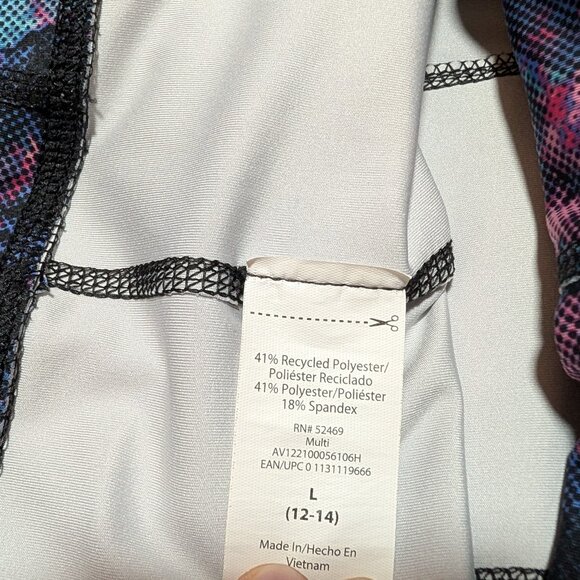 41% Recycled Polyester/
Poliéster Reciclado
41% Polyester/Poliéster
18% Spandex
RN# 52469
Multi
AV122100056106H
EAN/UPC 0 1131119666
L
(12-14)
Made In/Hecho En
Vietnam